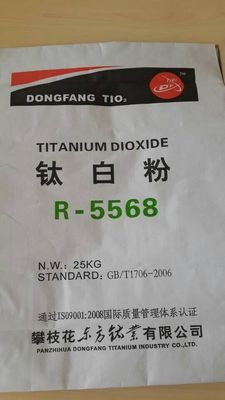 DONGFANG TIO₂
TITANIUM DIOXIDE
钛白粉
R-5568
N.W.: 25KG
STANDARD: GB/T1706-2006
通过ISO9001:2008国际质量管理体系认证
攀枝花东方钛业有限公司
PANZHIHUA DONGFANG TITANIUM INDUSTRY CO.,LTD.